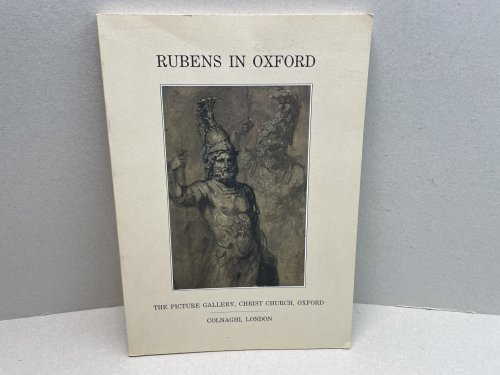 RUBENS IN OXFORD
THE PICTURE GALLERY, CHRIST CHURCH, OXFORD
COLNAGHI, LONDON